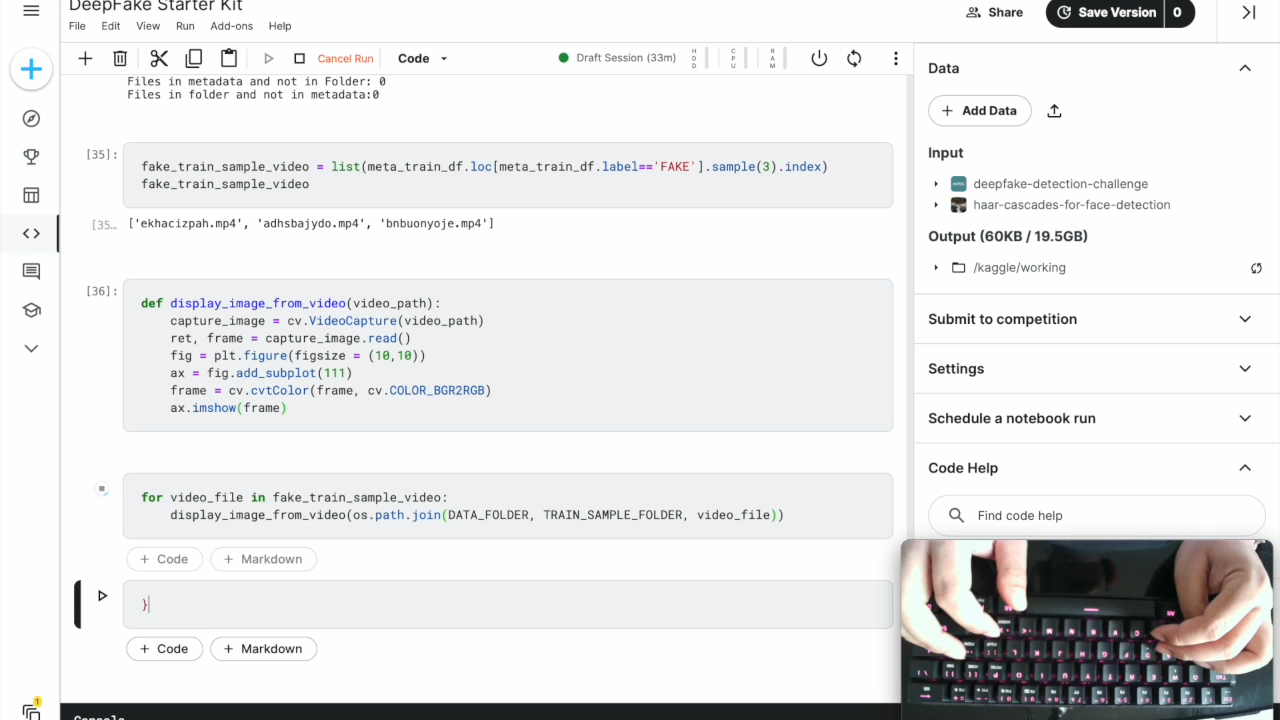 DeepFake Starter Kit
File Edit View Run Add-ons Help
Share
Save Version 0
Cancel Run
Code
Draft Session (33m)
HDD
CPU
RAM
Files in metadata and not in Folder: 0
Files in folder and not in metadata:0
[35]:
fake_train_sample_video = list(meta_train_df.loc[meta_train_df.label=='FAKE'].sample(3).index)
fake_train_sample_video
[35…
['ekhacizpah.mp4', 'adhsbajydo.mp4', 'bnbuonyoje.mp4']
[36]:
def display_image_from_video(video_path):
capture_image = cv.VideoCapture(video_path)
ret, frame = capture_image.read()
fig = plt.figure(figsize = (10,10))
ax = fig.add_subplot(111)
frame = cv.cvtColor(frame, cv.COLOR_BGR2RGB)
ax.imshow(frame)
for video_file in fake_train_sample_video:
display_image_from_video(os.path.join(DATA_FOLDER, TRAIN_SAMPLE_FOLDER, video_file))
+ Code + Markdown
}
+ Code + Markdown
1
Console
Data
+ Add Data
Input
deepfake-detection-challenge
haar-cascades-for-face-detection
Output (60KB / 19.5GB)
/kaggle/working
Submit to competition
Settings
Schedule a notebook run
Code Help
Find code help